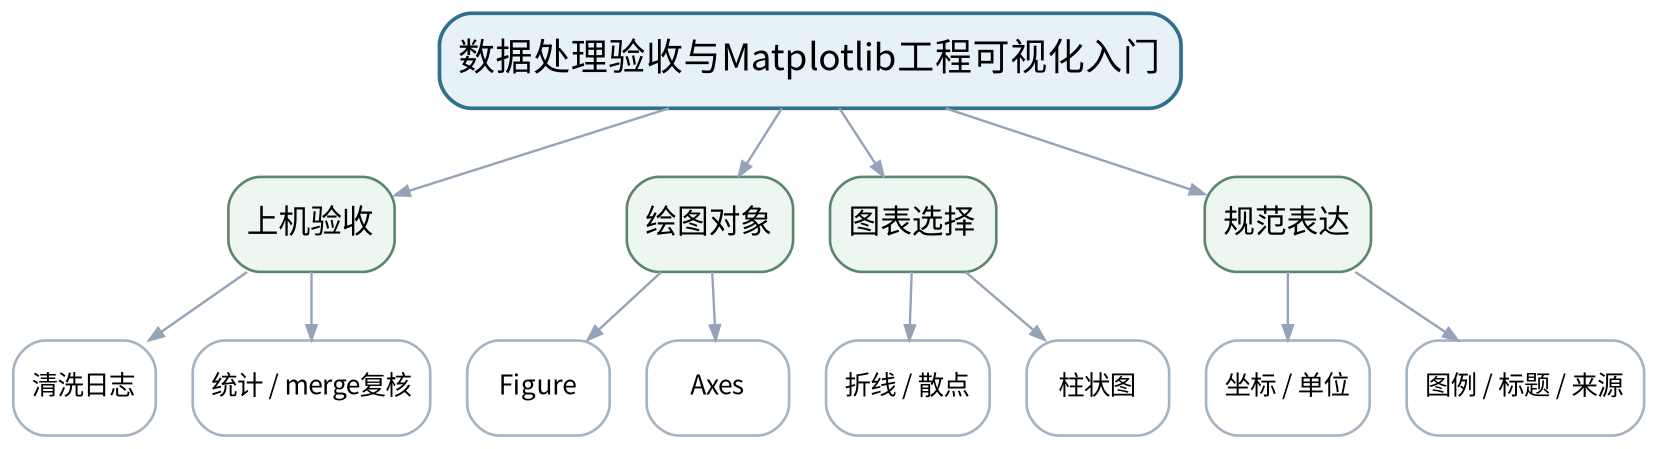 数据处理验收与Matplotlib工程可视化入门
上机验收
绘图对象
图表选择
规范表达
清洗日志
统计 / merge复核
Figure
Axes
折线 / 散点
柱状图
坐标 / 单位
图例 / 标题 / 来源